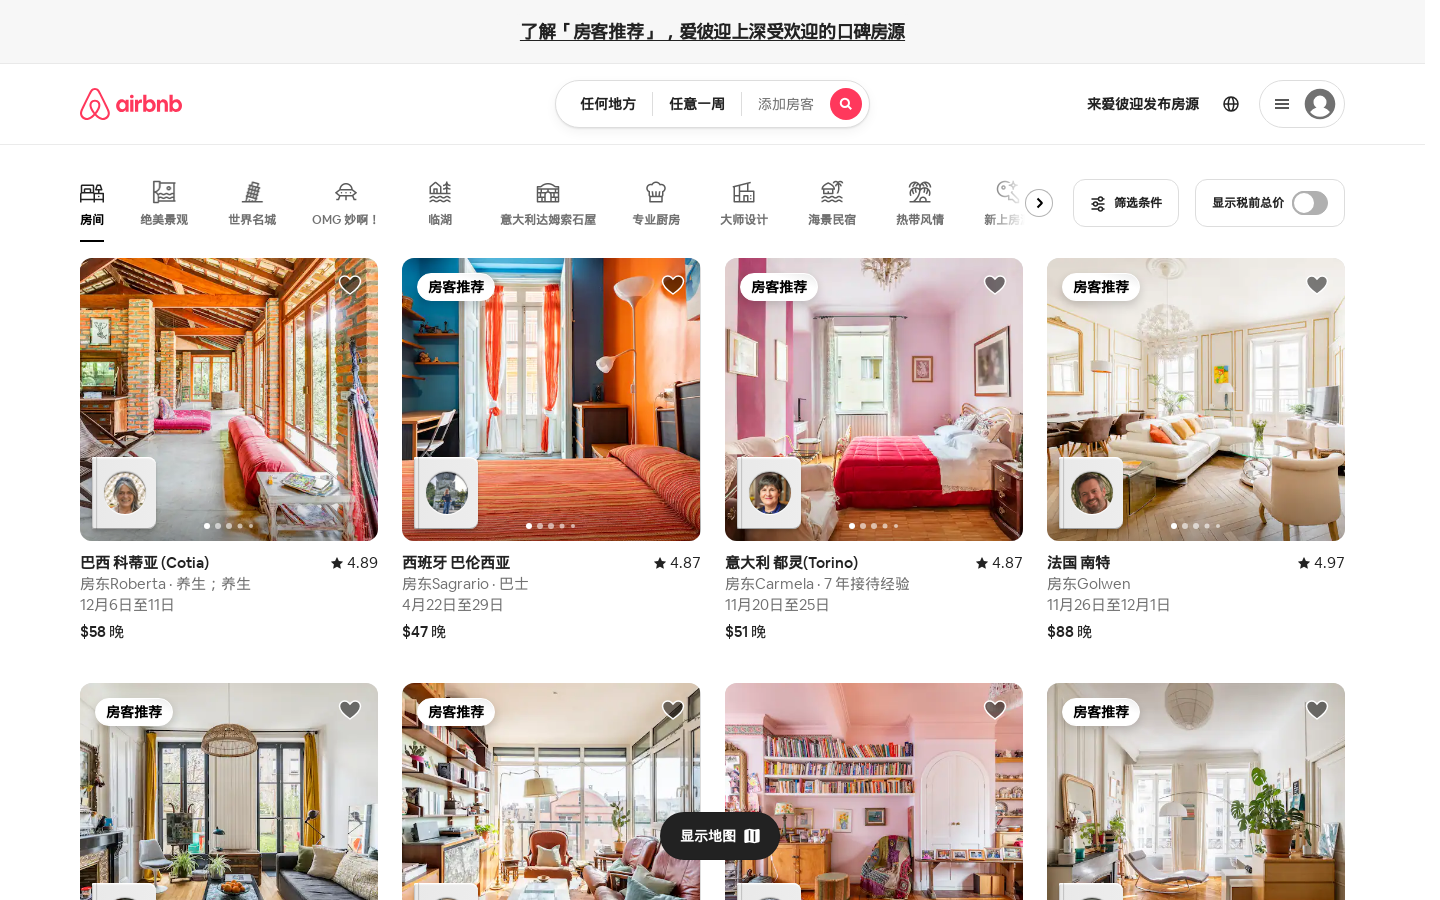 了解「房客推荐」，爱彼迎上深受欢迎的口碑房源
airbnb
任何地方
任意一周
添加房客
来爱彼迎发布房源
房间
绝美景观
世界名城
OMG 妙啊！
临湖
意大利达姆索石屋
专业厨房
大师设计
海景民宿
热带风情
新上房
筛选条件
显示税前总价
房客推荐
房客推荐
房客推荐
巴西 科蒂亚 (Cotia)
4.89
房东Roberta · 养生；养生
12月6日至11日
$58 晚
西班牙 巴伦西亚
4.87
房东Sagrario · 巴士
4月22日至29日
$47 晚
意大利 都灵(Torino)
4.87
房东Carmela · 7 年接待经验
11月20日至25日
$51 晚
法国 南特
4.97
房东Golwen
11月26日至12月1日
$88 晚
房客推荐
房客推荐
房客推荐
显示地图